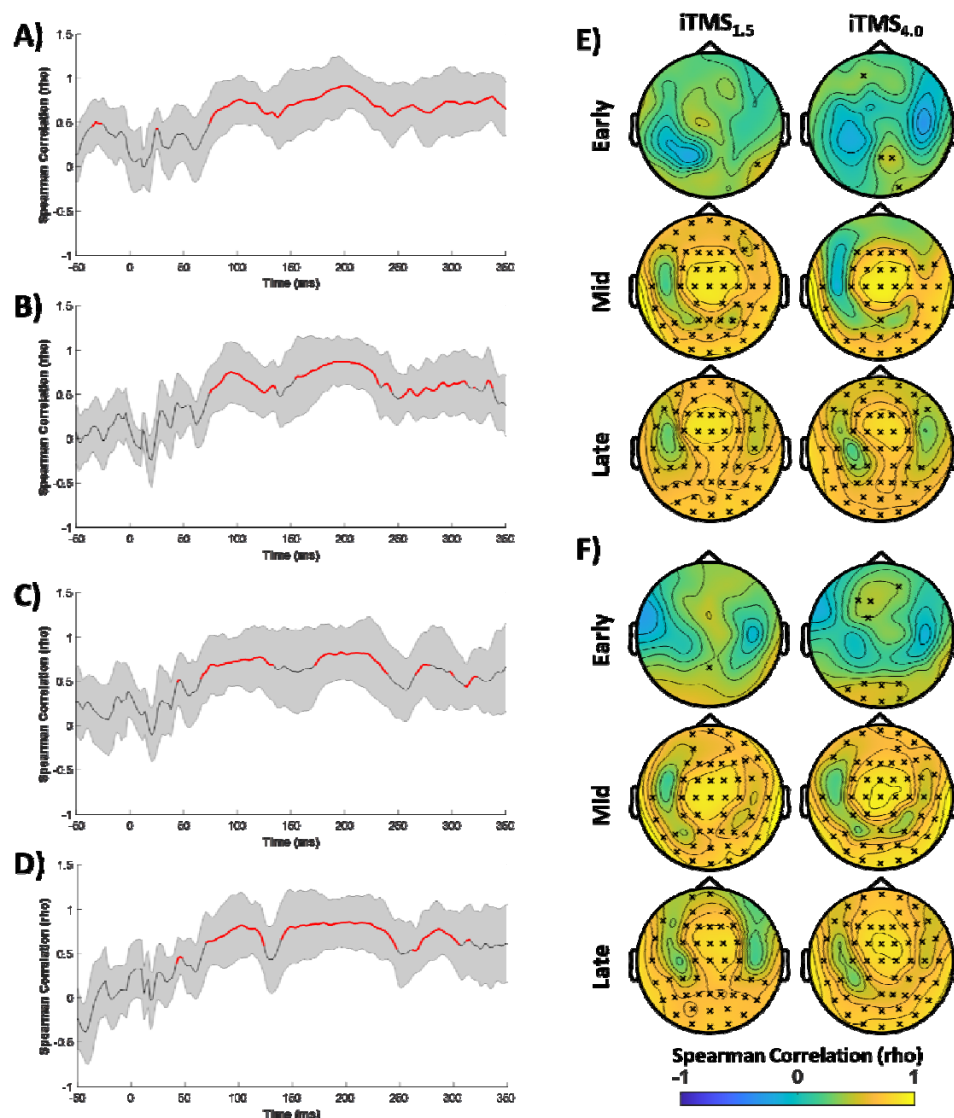 A)
Spearman Correlation (rho)
1.5
1
0.5
0
-0.5
-1
-50 0 50 100 150 200 250 300 350
Time (ms)
B)
Spearman Correlation (rho)
1.5
1
0.5
0
-0.5
-1
-50 0 50 100 150 200 250 300 350
Time (ms)
C)
Spearman Correlation (rho)
1.5
1
0.5
0
-0.5
-1
-50 0 50 100 150 200 250 300 350
Time (ms)
D)
Spearman Correlation (rho)
1.5
1
0.5
0
-0.5
-1
-50 0 50 100 150 200 250 300 350
Time (ms)
E)
iTMS1.5 iTMS4.0
Early
Mid
Late
F)
Early
Mid
Late
Spearman Correlation (rho)
-1 0 1